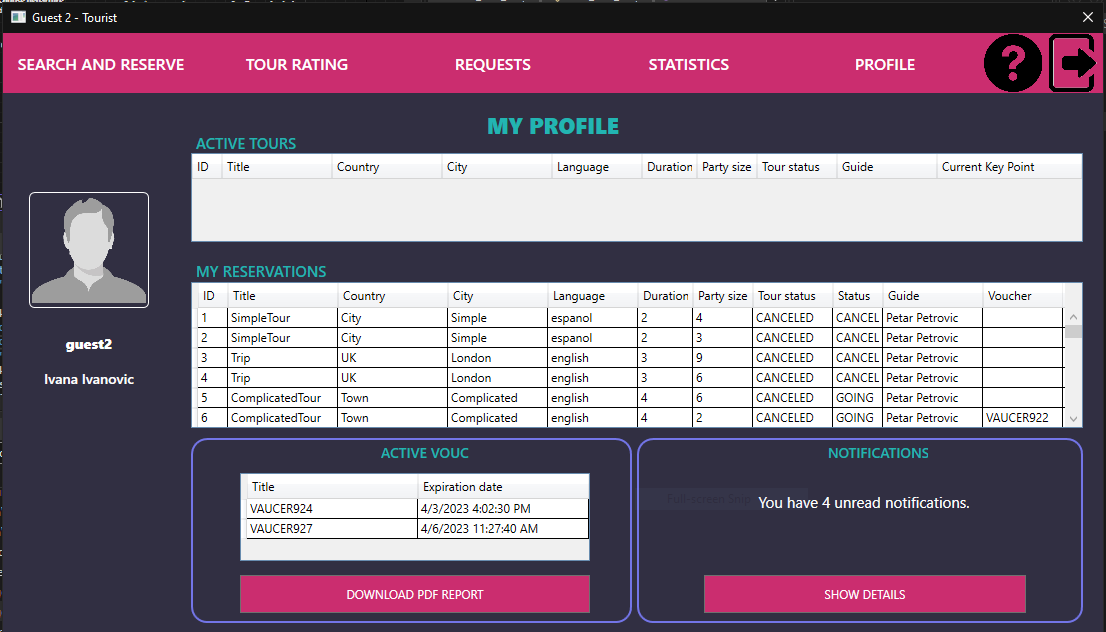 Guest 2 - Tourist
SEARCH AND RESERVE TOUR RATING REQUESTS STATISTICS PROFILE ?
MY PROFILE
ACTIVE TOURS
ID Title Country City Language Duration Party size Tour status Guide Current Key Point
MY RESERVATIONS
ID Title Country City Language Duration Party size Tour status Status Guide Voucher
1 SimpleTour City Simple espanol 2 4 CANCELED CANCEL Petar Petrovic
2 SimpleTour City Simple espanol 2 3 CANCELED CANCEL Petar Petrovic
3 Trip UK London english 3 9 CANCELED CANCEL Petar Petrovic
4 Trip UK London english 3 6 CANCELED CANCEL Petar Petrovic
5 ComplicatedTour Town Complicated english 4 6 CANCELED GOING Petar Petrovic
6 ComplicatedTour Town Complicated english 4 2 CANCELED GOING Petar Petrovic VAUCER922
guest2
Ivana Ivanovic
ACTIVE VOUC
Title Expiration date
VAUCER924 4/3/2023 4:02:30 PM
VAUCER927 4/6/2023 11:27:40 AM
DOWNLOAD PDF REPORT
NOTIFICATIONS
You have 4 unread notifications.
SHOW DETAILS